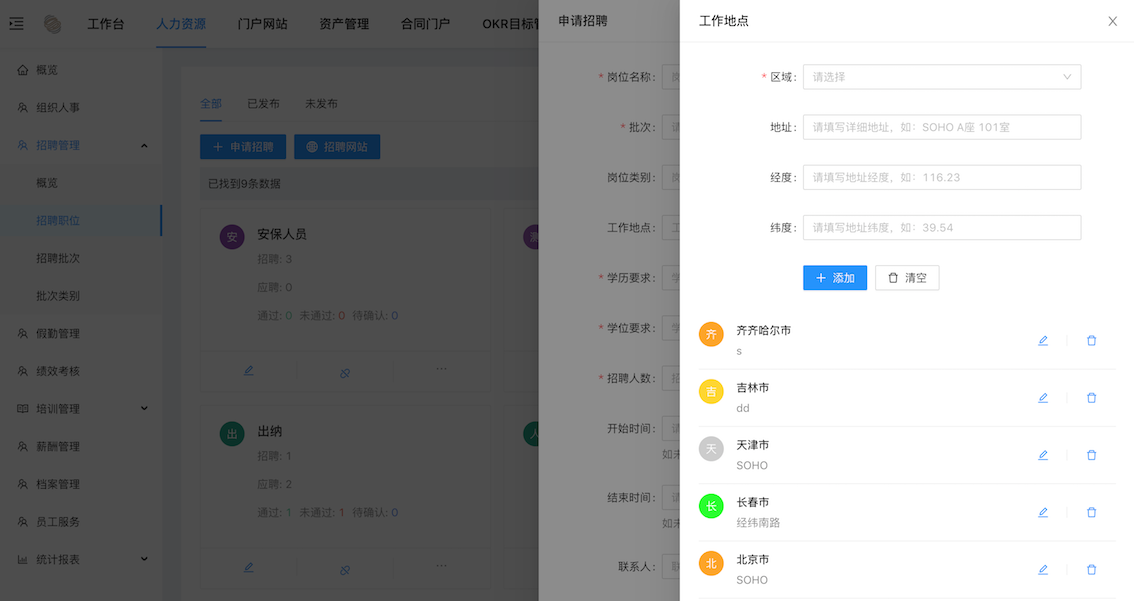 工作台 人力资源 门户网站 资产管理 合同门户 OKR目标管
概览
组织人事
招聘管理
概览
招聘职位
招聘批次
批次类别
假勤管理
绩效考核
培训管理
薪酬管理
档案管理
员工服务
统计报表
全部 已发布 未发布
申请招聘 招聘网站
已找到9条数据
安 安保人员
招聘: 3
应聘: 0
通过: 0 未通过: 0 待确认: 0
出 出纳
招聘: 1
应聘: 2
通过: 1 未通过: 1 待确认: 0
申请招聘
* 岗位名称:
* 批次:
岗位类别:
工作地点:
* 学历要求:
* 学位要求:
* 招聘人数:
开始时间:
如未
结束时间:
如未
联系人:
工作地点
* 区域: 请选择
地址: 请填写详细地址，如：SOHO A座 101室
经度: 请填写地址经度，如：116.23
纬度: 请填写地址纬度，如：39.54
添加 清空
齐 齐齐哈尔市
s
吉 吉林市
dd
天 天津市
SOHO
长 长春市
经纬南路
北 北京市
SOHO